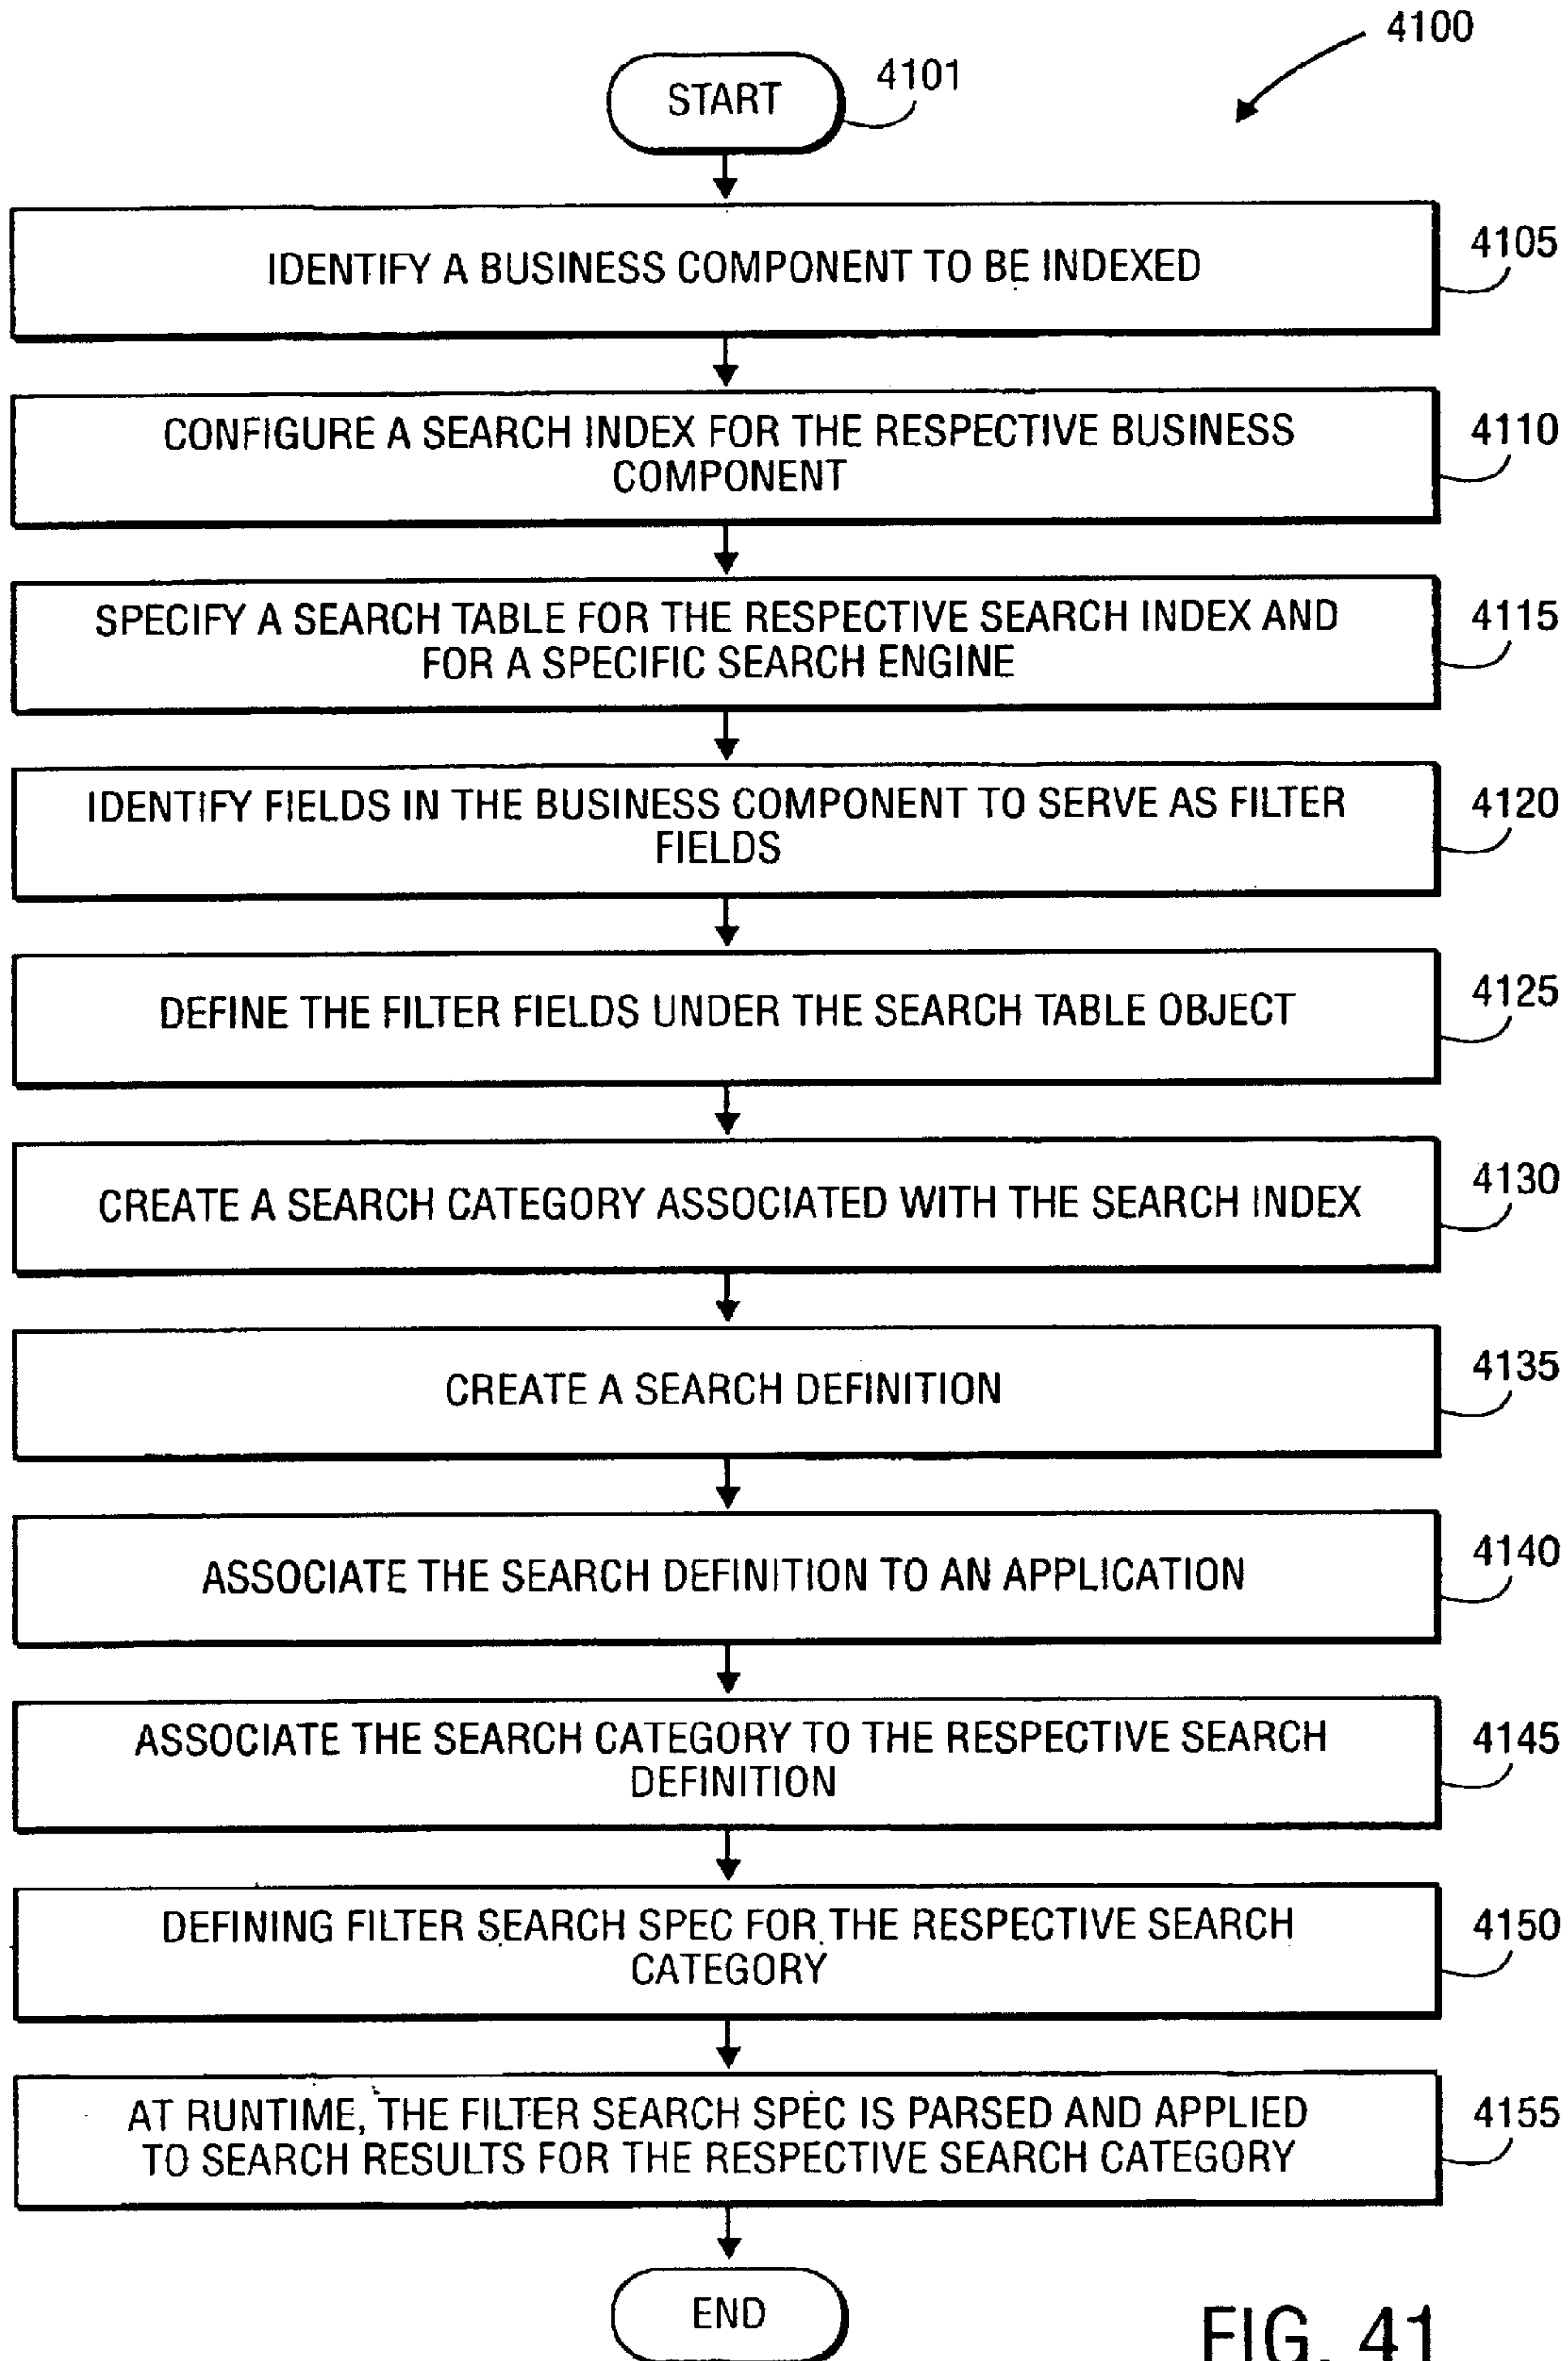 4100
START
4101
IDENTIFY A BUSINESS COMPONENT TO BE INDEXED
4105
CONFIGURE A SEARCH INDEX FOR THE RESPECTIVE BUSINESS
COMPONENT
4110
SPECIFY A SEARCH TABLE FOR THE RESPECTIVE SEARCH INDEX AND
FOR A SPECIFIC SEARCH ENGINE
4115
IDENTIFY FIELDS IN THE BUSINESS COMPONENT TO SERVE AS FILTER
FIELDS
4120
DEFINE THE FILTER FIELDS UNDER THE SEARCH TABLE OBJECT
4125
CREATE A SEARCH CATEGORY ASSOCIATED WITH THE SEARCH INDEX
4130
CREATE A SEARCH DEFINITION
4135
ASSOCIATE THE SEARCH DEFINITION TO AN APPLICATION
4140
ASSOCIATE THE SEARCH CATEGORY TO THE RESPECTIVE SEARCH
DEFINITION
4145
DEFINING FILTER SEARCH SPEC FOR THE RESPECTIVE SEARCH
CATEGORY
4150
AT RUNTIME, THE FILTER SEARCH SPEC IS PARSED AND APPLIED
TO SEARCH RESULTS FOR THE RESPECTIVE SEARCH CATEGORY
4155
END
FIG. 41